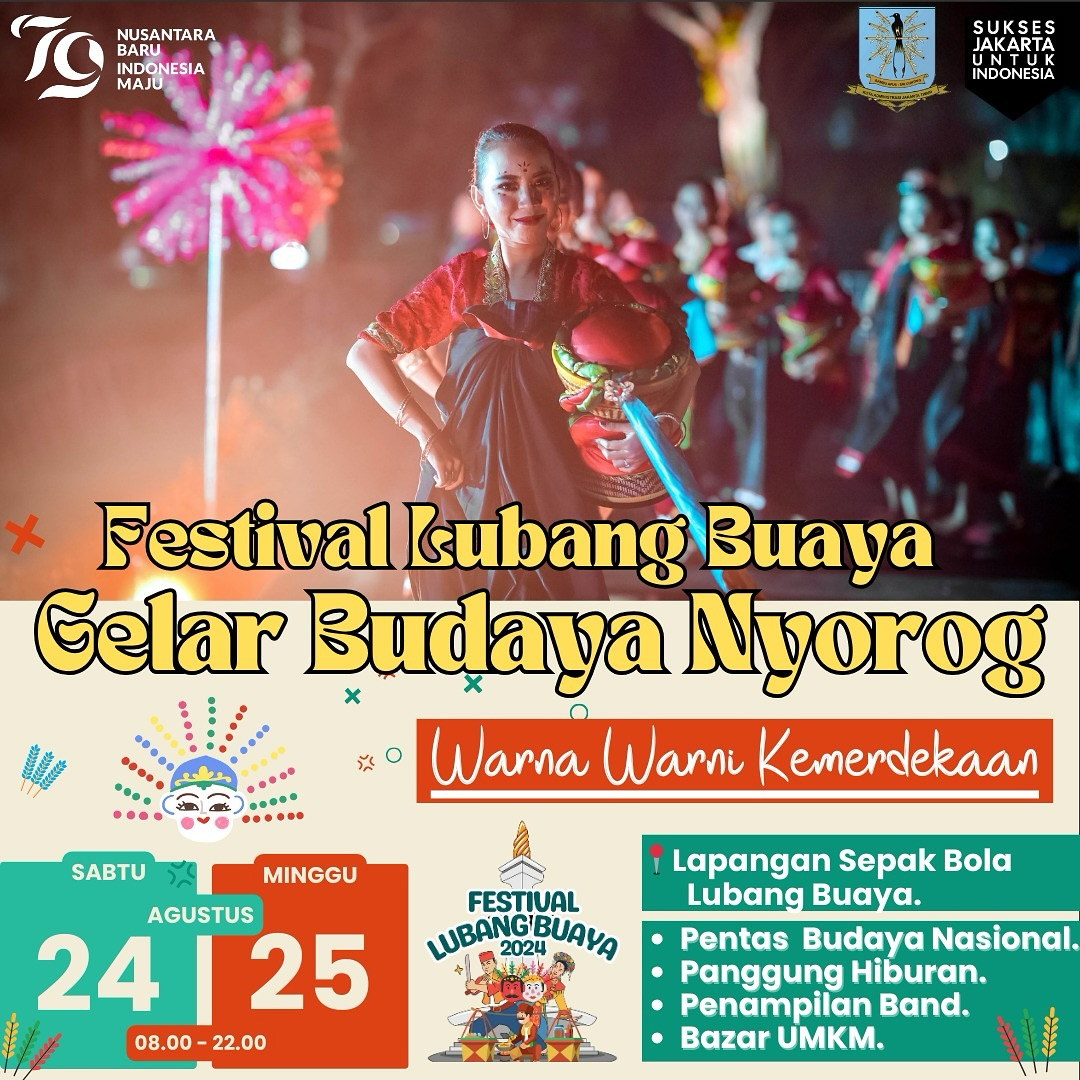 79
NUSANTARA
BARU
INDONESIA
MAJU
SUKSES
JAKARTA
UNTUK
INDONESIA
Festival Lubang Buaya
Gelar Budaya Nyorog
Warna Warni Kemerdekaan
SABTU
MINGGU
AGUSTUS
24 | 25
08.00 - 22.00
FESTIVAL
LUBANG BUAYA
2024
Lapangan Sepak Bola
Lubang Buaya.
• Pentas Budaya Nasional.
• Panggung Hiburan.
• Penampilan Band.
• Bazar UMKM.